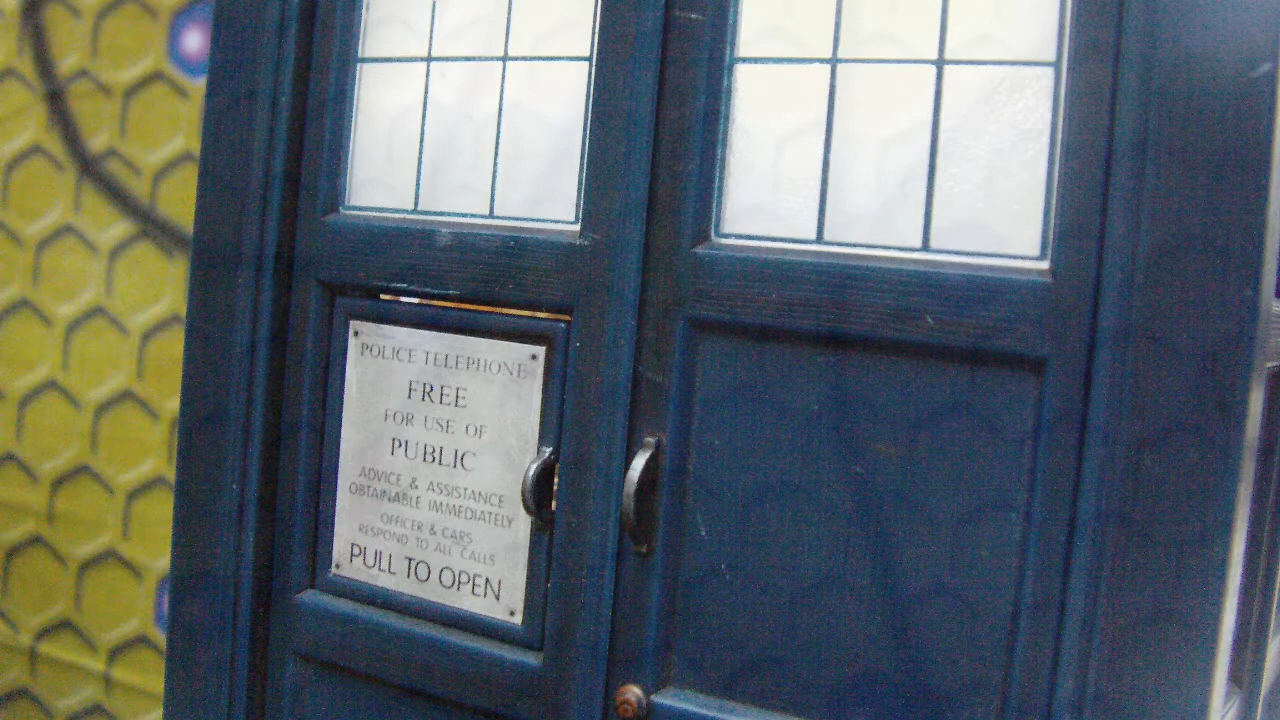 POLICE TELEPHONE
FREE
FOR USE OF
PUBLIC
ADVICE & ASSISTANCE
OBTAINABLE IMMEDIATELY
OFFICER & CARS
RESPOND TO ALL CALLS
PULL TO OPEN